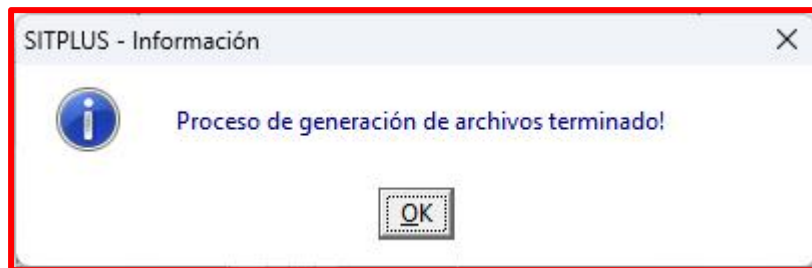 SITPLUS - Información
Proceso de generación de archivos terminado!
OK